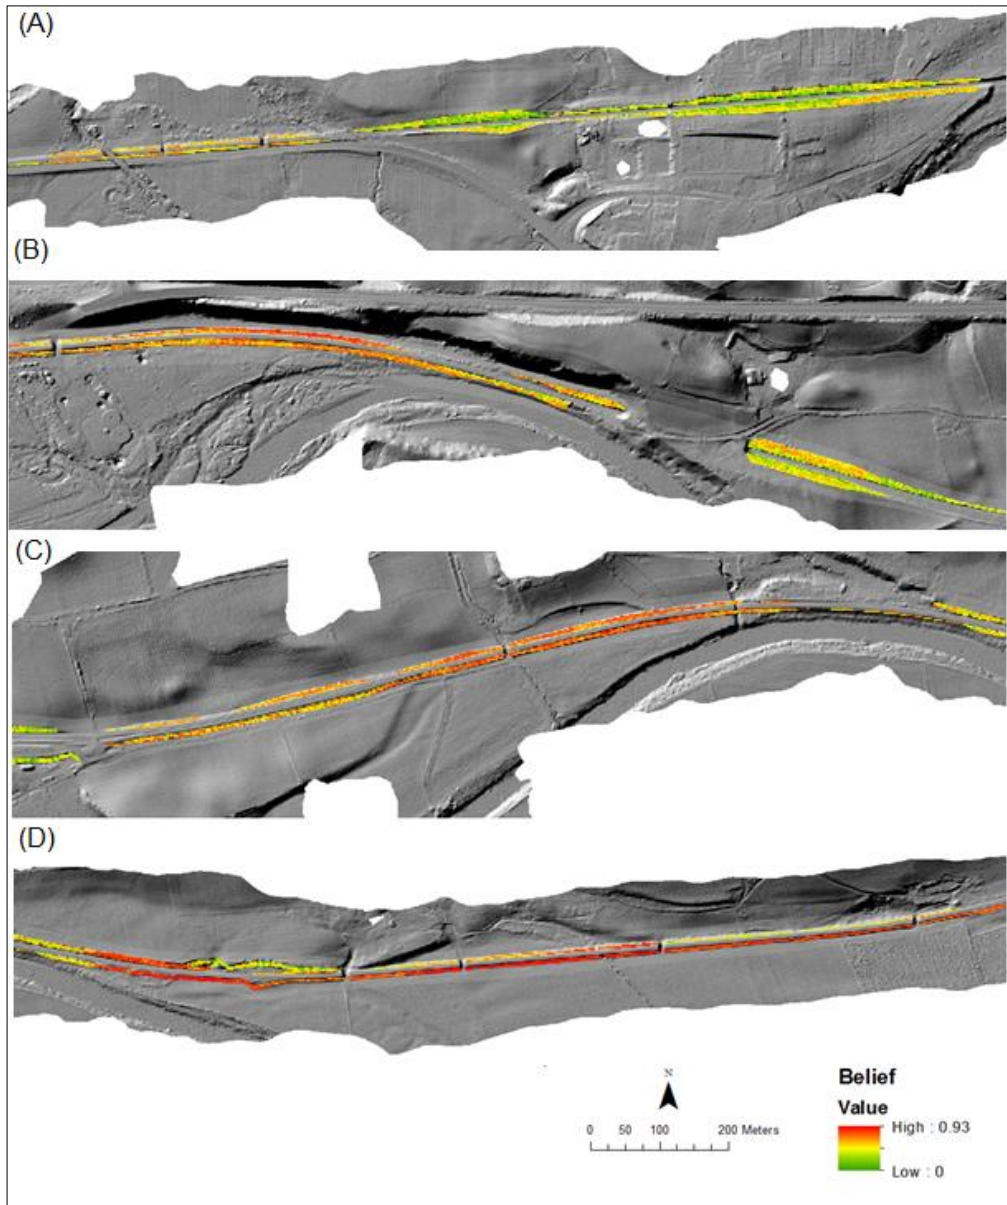 (A)
(B)
(C)
(D)
N
0 50 100 200 Meters
Belief
Value
High : 0.93
Low : 0